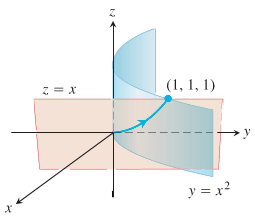 z
z = x
(1, 1, 1)
y
y = x²
x